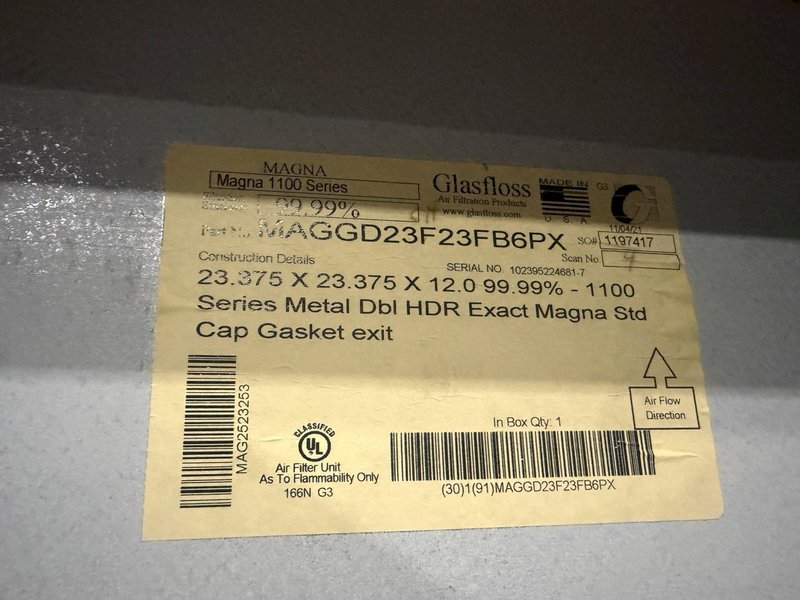 MAGNA
Magna 1100 Series
99.99%
Glasfloss
Air Filtration Products
www.glasfloss.com
MADE IN
U.S.A.
G3
11/04/21
Part No. MAGGD23F23FB6PX
SO# 1197417
Scan No.
Construction Details
SERIAL NO. 102395224681-7
23.375 X 23.375 X 12.0 99.99% - 1100
Series Metal Dbl HDR Exact Magna Std
Cap Gasket exit
MAG2523253
CLASSIFIED
UL
Air Filter Unit
As To Flammability Only
166N G3
In Box Qty: 1
(30)1(91)MAGGD23F23FB6PX
Air Flow
Direction